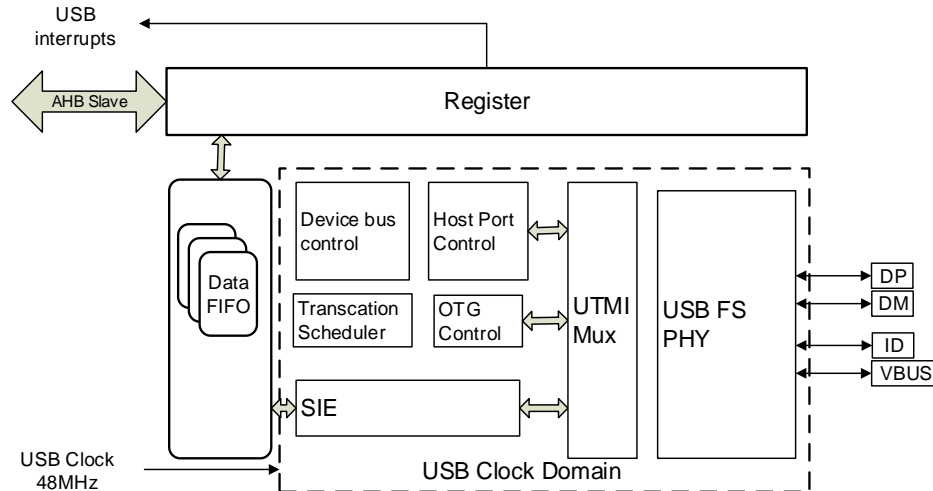 USB
interrupts
AHB Slave
Register
Device bus
control
Host Port
Control
Data
FIFO
Transcation
Scheduler
OTG
Control
UTMI
Mux
USB FS
PHY
DP
DM
ID
VBUS
SIE
USB Clock
48MHz
USB Clock Domain